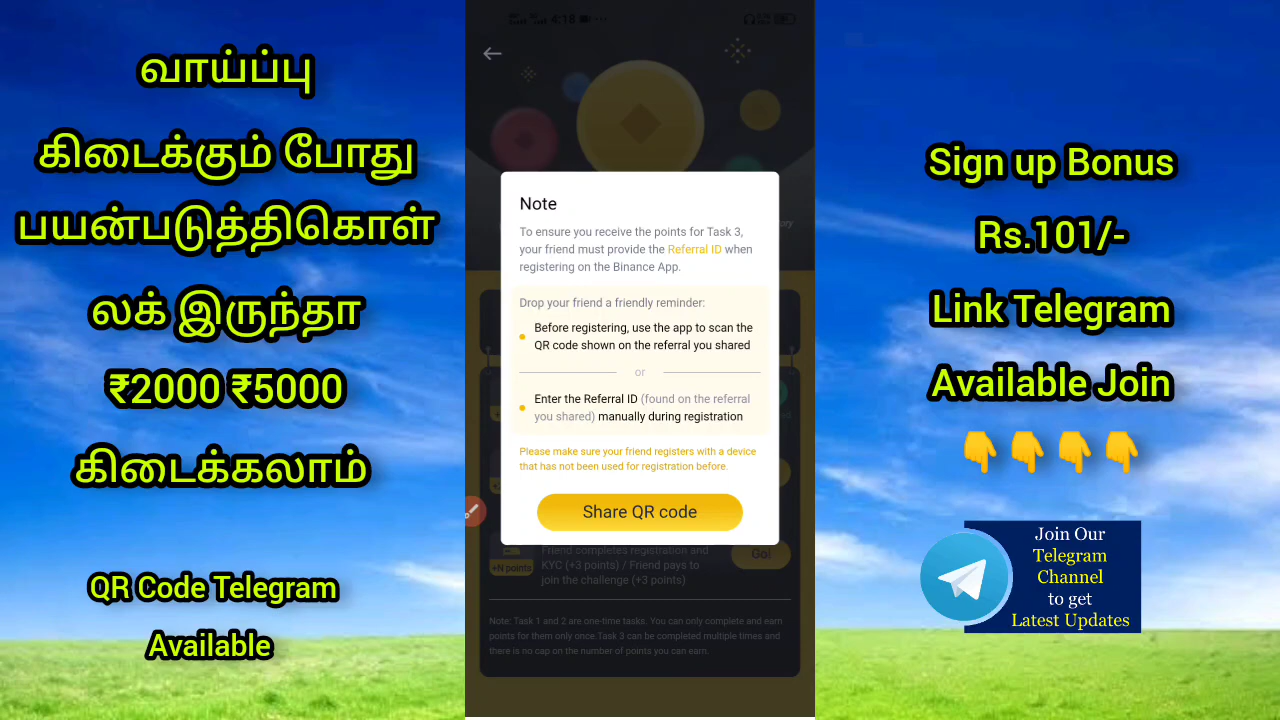 வாய்ப்பு
கிடைக்கும் போது
பயன்படுத்திகொள்
லக் இருந்தா
₹2000 ₹5000
கிடைக்கலாம்
QR Code Telegram
Available
4:18
Note
To ensure you receive the points for Task 3,
your friend must provide the Referral ID when
registering on the Binance App.
Drop your friend a friendly reminder:
Before registering, use the app to scan the
QR code shown on the referral you shared
or
Enter the Referral ID (found on the referral
you shared) manually during registration
Please make sure your friend registers with a device
that has not been used for registration before.
Share QR code
Friend completes registration and
KYC (+3 points) / Friend pays to
join the challenge (+3 points)
+N points
Go!
Note: Task 1 and 2 are one-time tasks. You can only complete and earn
points for them only once.Task 3 can be completed multiple times and
there is no cap on the number of points you can earn.
Sign up Bonus
Rs.101/-
Link Telegram
Available Join
Join Our
Telegram
Channel
to get
Latest Updates